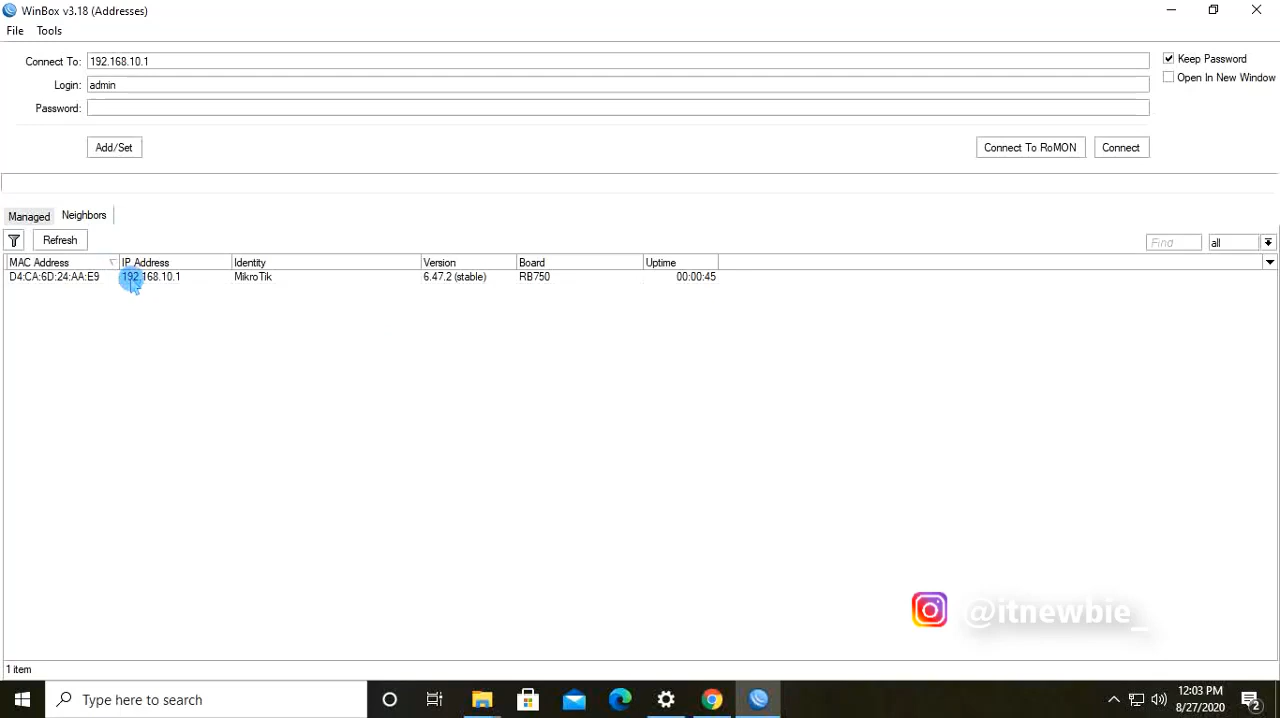 WinBox v3.18 (Addresses)
File Tools
Connect To: 192.168.10.1
Keep Password
Login: admin
Open In New Window
Password:
Add/Set
Connect To RoMON
Connect
Managed
Neighbors
Refresh
Find
all
MAC Address IP Address Identity Version Board Uptime
D4:CA:6D:24:AA:E9 192.168.10.1 MikroTik 6.47.2 (stable) RB750 00:00:45
@itnewbie_
1 item
Type here to search
12:03 PM
8/27/2020
2